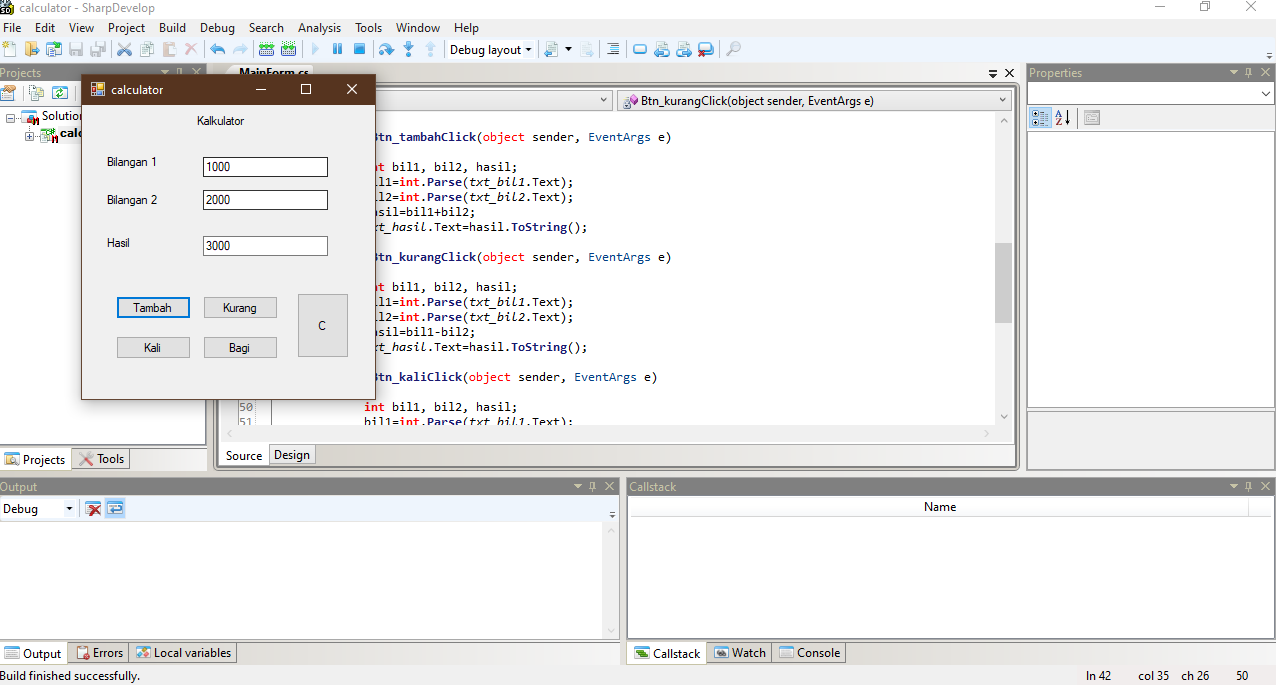 calculator - SharpDevelop
File Edit View Project Build Debug Search Analysis Tools Window Help
Debug layout
Projects
MainForm.cs
Properties
calculator
Btn_kurangClick(object sender, EventArgs e)
Solution
calc
Kalkulator
Bilangan 1 1000
Bilangan 2 2000
Hasil 3000
Tambah Kurang C
Kali Bagi
Btn_tambahClick(object sender, EventArgs e)
int bil1, bil2, hasil;
bil1=int.Parse(txt_bil1.Text);
bil2=int.Parse(txt_bil2.Text);
hasil=bil1+bil2;
txt_hasil.Text=hasil.ToString();
Btn_kurangClick(object sender, EventArgs e)
int bil1, bil2, hasil;
bil1=int.Parse(txt_bil1.Text);
bil2=int.Parse(txt_bil2.Text);
hasil=bil1-bil2;
txt_hasil.Text=hasil.ToString();
Btn_kaliClick(object sender, EventArgs e)
50 int bil1, bil2, hasil;
51 bil1=int.Parse(txt_bil1.Text);
Source Design
Projects Tools
Output
Debug
Callstack
Name
Output Errors Local variables
Callstack Watch Console
Build finished successfully.
ln 42 col 35 ch 26 50